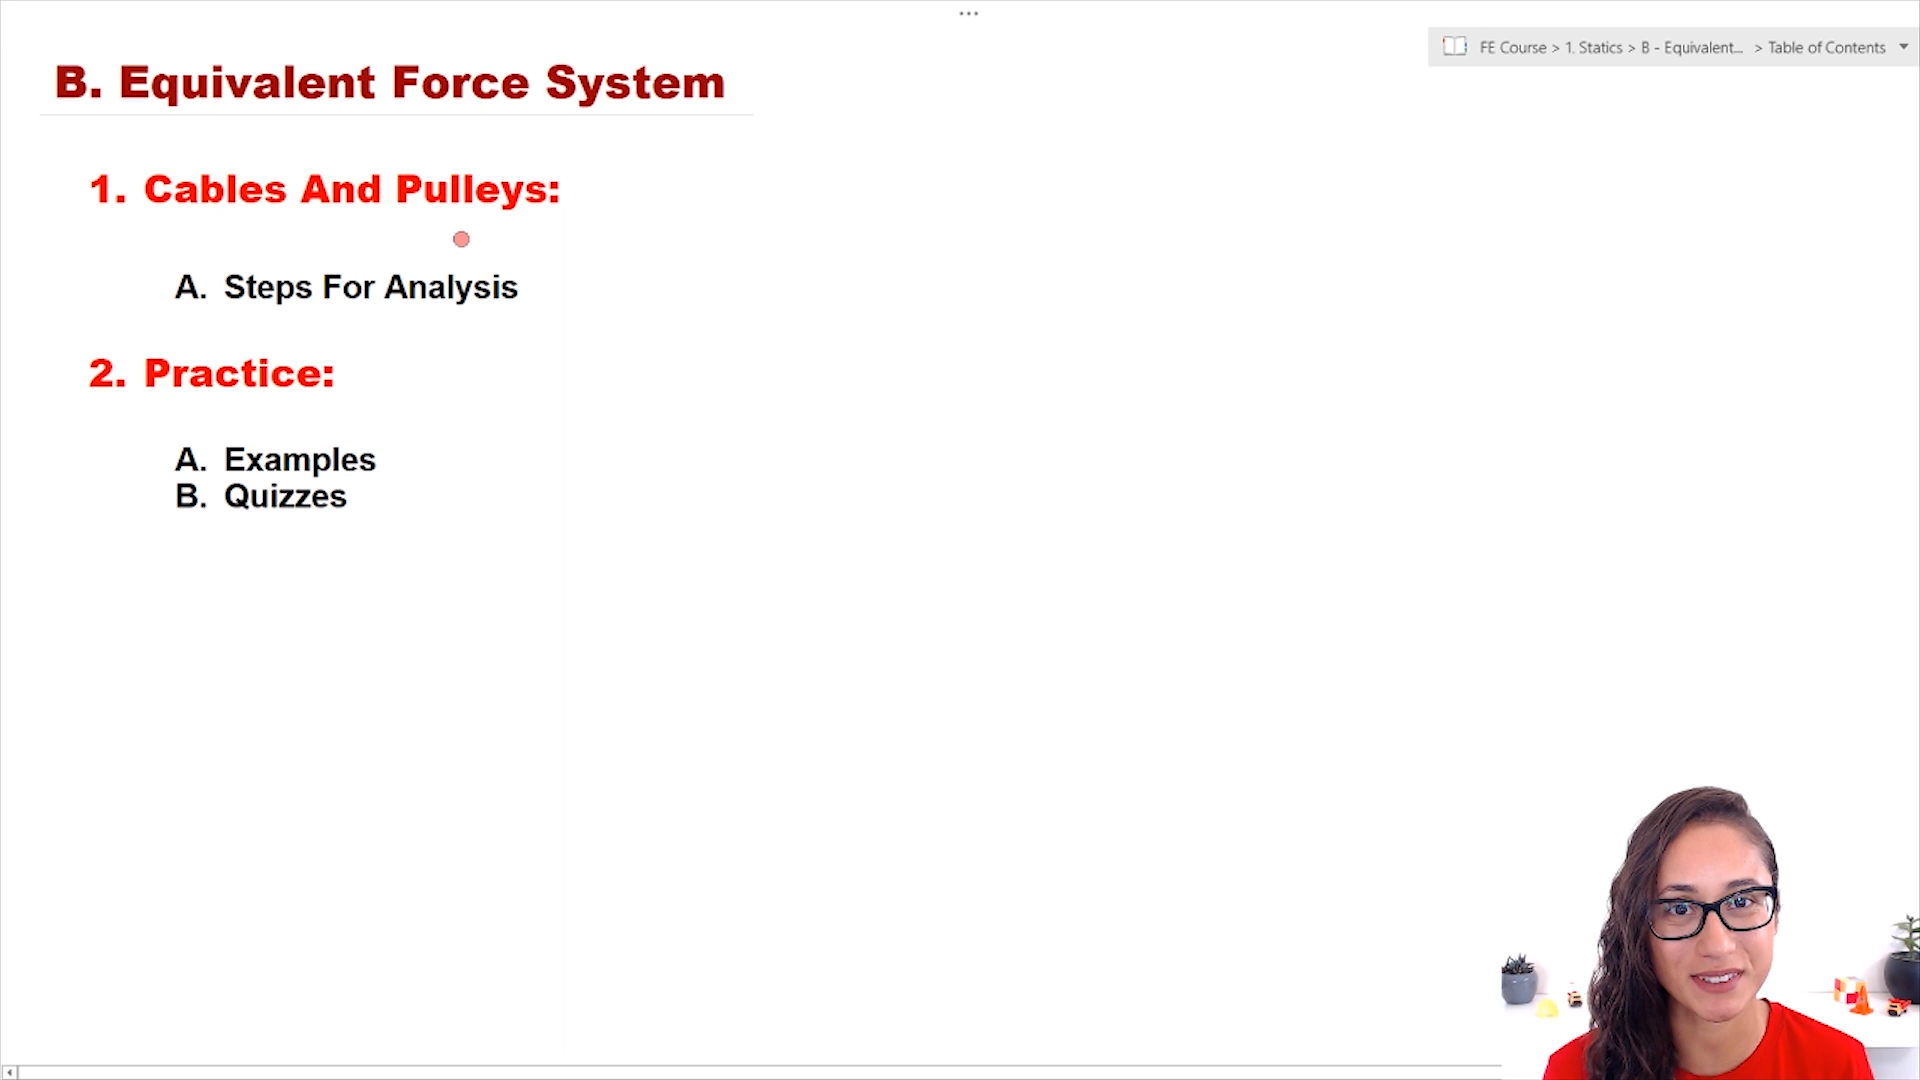 FE Course > 1. Statics > B - Equivalent... > Table of Contents
B. Equivalent Force System
1. Cables And Pulleys:
A. Steps For Analysis
2. Practice:
A. Examples
B. Quizzes